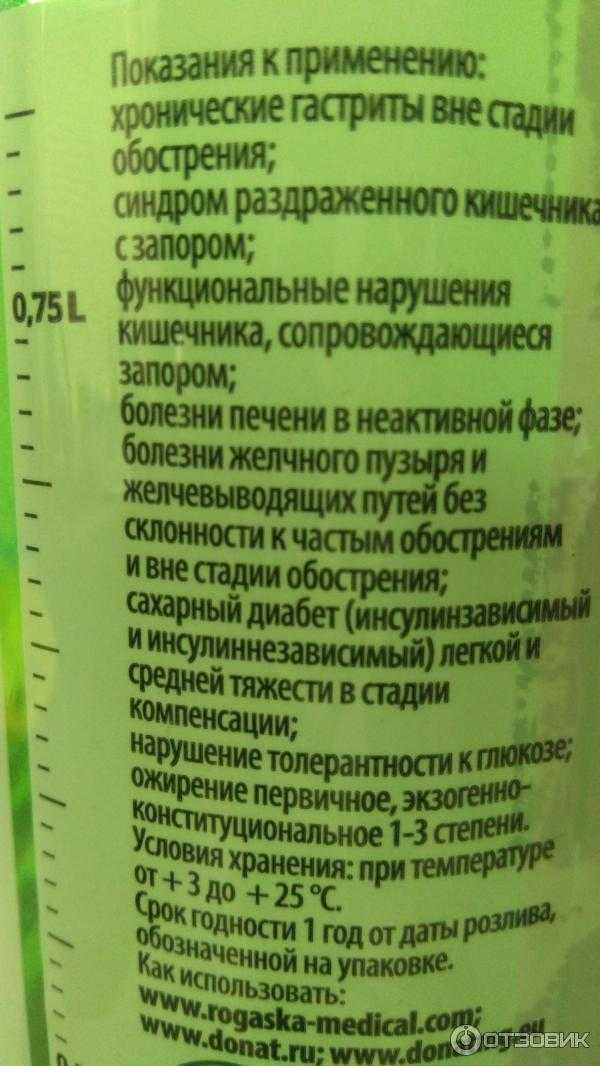 Показания к применению:
хронические гастриты вне стадии
обострения;
синдром раздраженного кишечника
с запором;
0,75 L
функциональные нарушения
кишечника, сопровождающиеся
запором;
болезни печени в неактивной фазе;
болезни желчного пузыря и
желчевыводящих путей без
склонности к частым обострениям
и вне стадии обострения;
сахарный диабет (инсулинзависимый
и инсулиннезависимый) легкой и
средней тяжести в стадии
компенсации;
нарушение толерантности к глюкозе;
ожирение первичное, экзогенно-
конституциональное 1-3 степени.
Условия хранения: при температуре
от + 3 до + 25 °C.
Срок годности 1 год от даты розлива,
обозначенной на упаковке.
Как использовать:
www.rogaska-medical.com;
www.donat.ru;
ОТЗОВИК